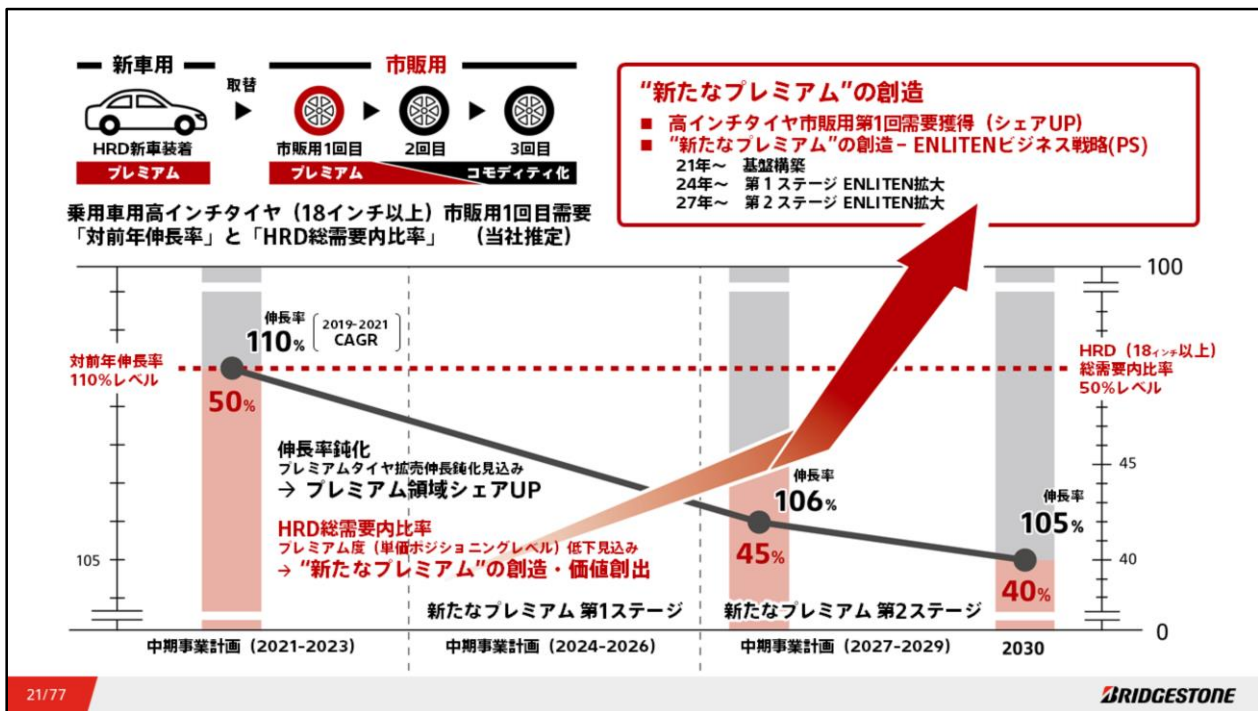 新車用
取替
市販用
HRD新車装着
市販用1回目
2回目
3回目
プレミアム
プレミアム
コモディティ化
“新たなプレミアム”の創造
■ 高インチタイヤ市販用第1回需要獲得（シェアUP）
■ “新たなプレミアム”の創造－ENLITENビジネス戦略(PS)
21年～ 基盤構築
24年～ 第1ステージ ENLITEN拡大
27年～ 第2ステージ ENLITEN拡大
乗用車用高インチタイヤ（18インチ以上）市販用1回目需要
「対前年伸長率」と「HRD総需要内比率」 （当社推定）
100
伸長率
110%
2019-2021
CAGR
対前年伸長率
110%レベル
HRD（18インチ以上）
総需要内比率
50%レベル
50%
伸長率鈍化
プレミアムタイヤ拡売伸長鈍化見込み
→ プレミアム領域シェアUP
45
伸長率
106%
伸長率
105%
HRD総需要内比率
プレミアム度（単価ポジショニングレベル）低下見込み
→ “新たなプレミアム”の創造・価値創出
105
45%
40
40%
新たなプレミアム 第1ステージ
新たなプレミアム 第2ステージ
0
中期事業計画（2021-2023）
中期事業計画（2024-2026）
中期事業計画（2027-2029）
2030
21/77
BRIDGESTONE